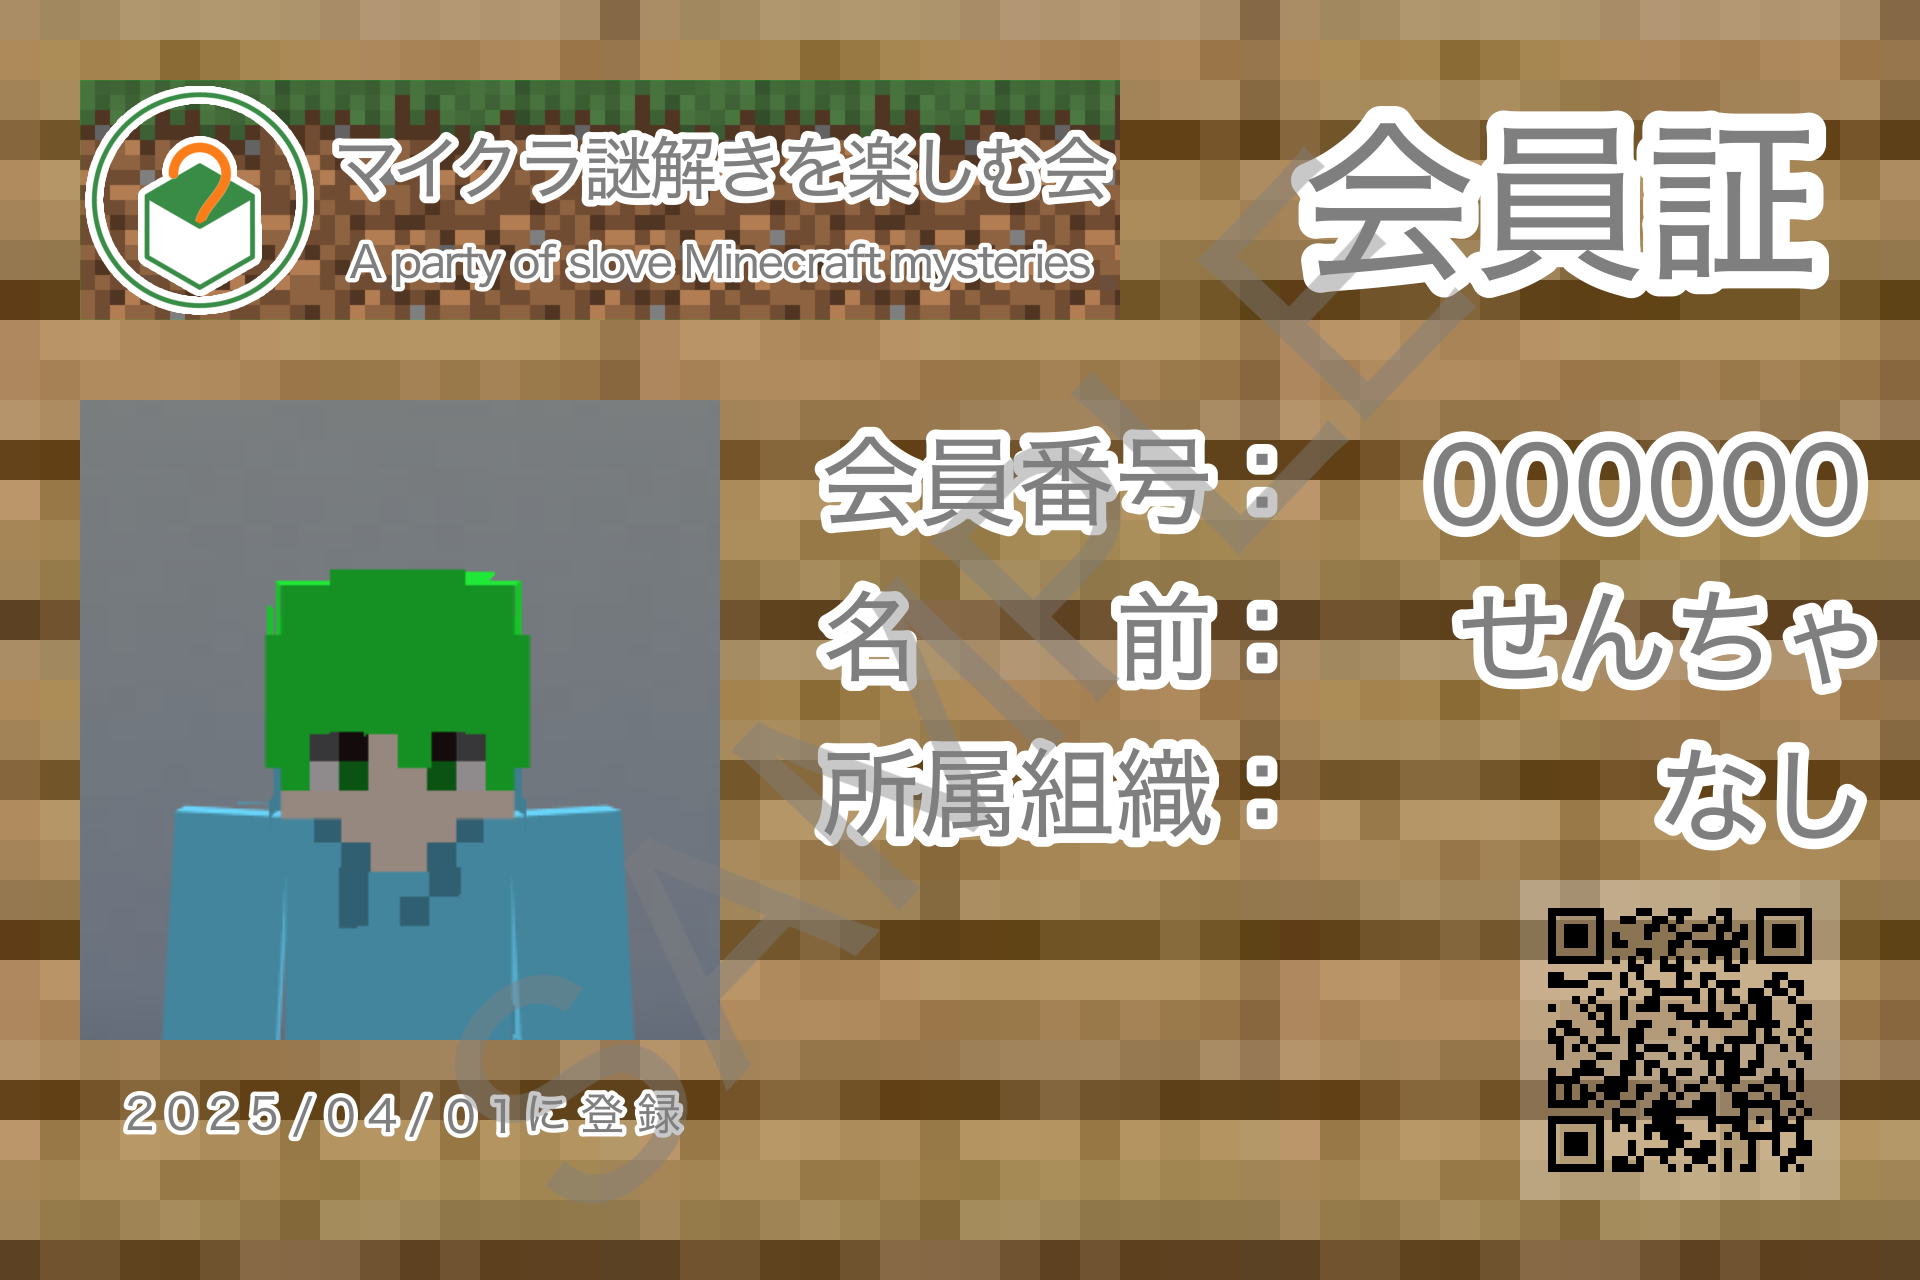 マイクラ謎解きを楽しむ会
A party of slove Minecraft mysteries
会員証
会員番号： 000000
名　　前： せんちゃ
所属組織： なし
2025/04/01に登録
SAMPLE